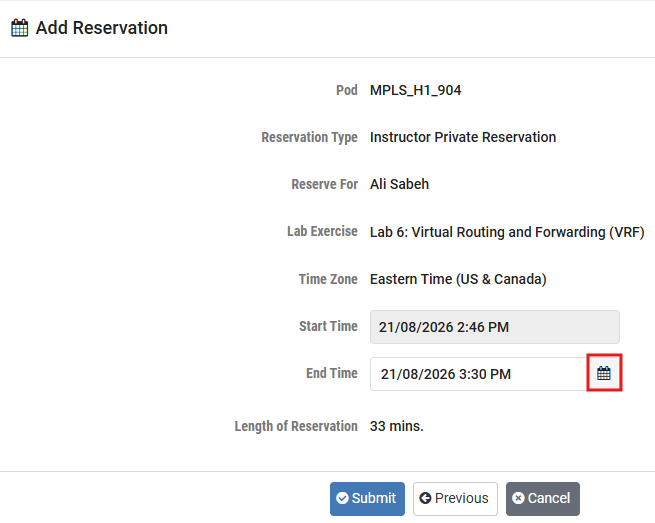 Add Reservation
Pod MPLS_H1_904
Reservation Type Instructor Private Reservation
Reserve For Ali Sabeh
Lab Exercise Lab 6: Virtual Routing and Forwarding (VRF)
Time Zone Eastern Time (US & Canada)
Start Time 21/08/2026 2:46 PM
End Time 21/08/2026 3:30 PM
Length of Reservation 33 mins.
Submit Previous Cancel